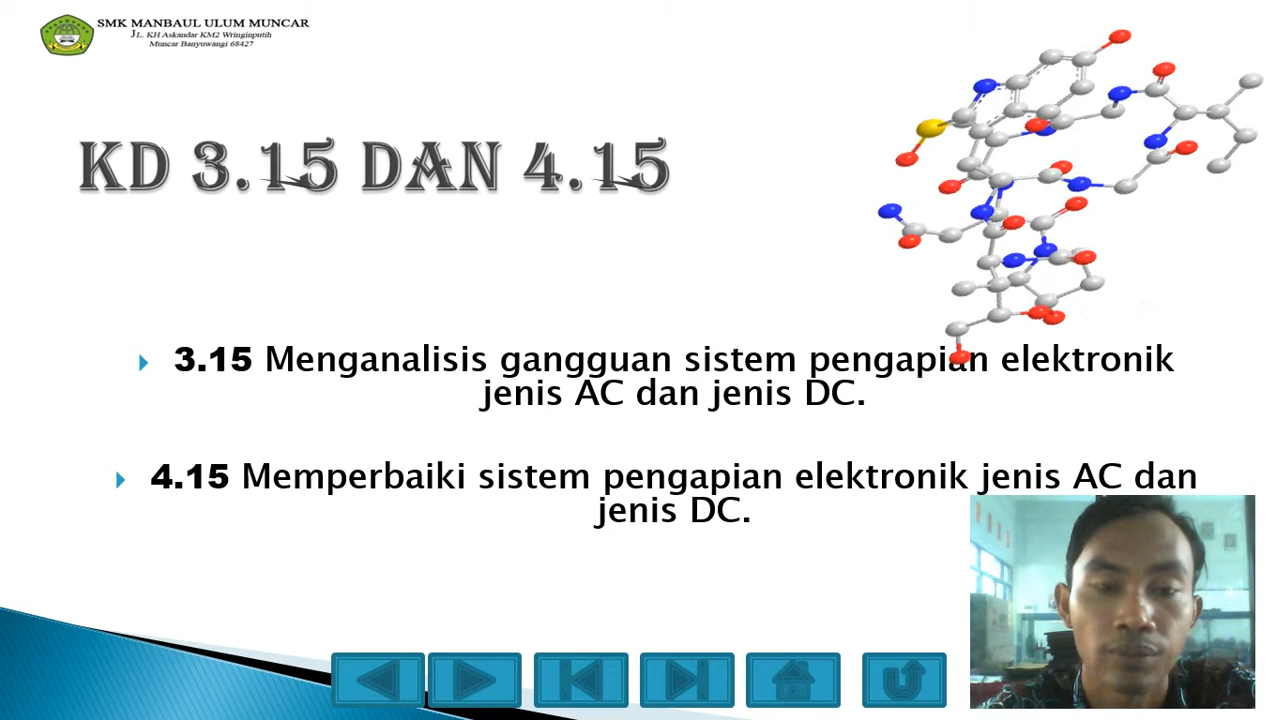 SMK MANBAUL ULUM MUNCAR
JL. KH Askandar KM2 Wringinputih
Muncar Banyuwangi 68427
KD 3.15 DAN 4.15
3.15 Menganalisis gangguan sistem pengapian elektronik
jenis AC dan jenis DC.
4.15 Memperbaiki sistem pengapian elektronik jenis AC dan
jenis DC.